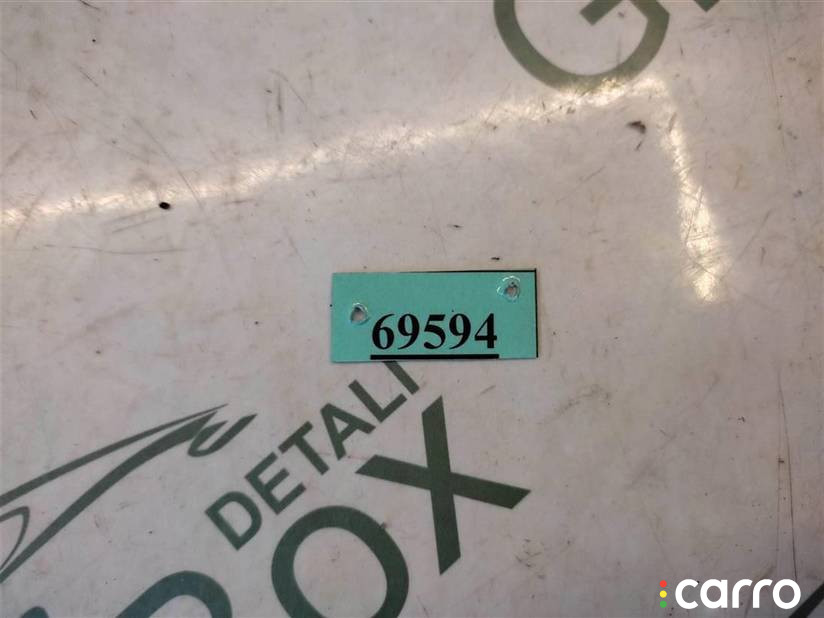 G
69594
DETALI
OX
carro